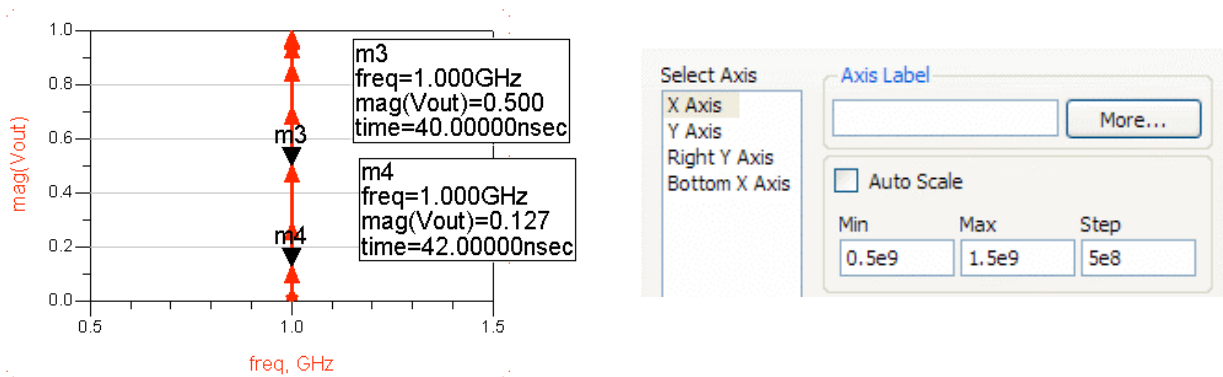 mag(Vout)
1.0
0.8
0.6
0.4
0.2
0.0
m3
m4
0.5
1.0
1.5
freq, GHz
m3
freq=1.000GHz
mag(Vout)=0.500
time=40.00000nsec
m4
freq=1.000GHz
mag(Vout)=0.127
time=42.00000nsec
Select Axis
X Axis
Y Axis
Right Y Axis
Bottom X Axis
Axis Label
More...
Auto Scale
Min Max Step
0.5e9 1.5e9 5e8